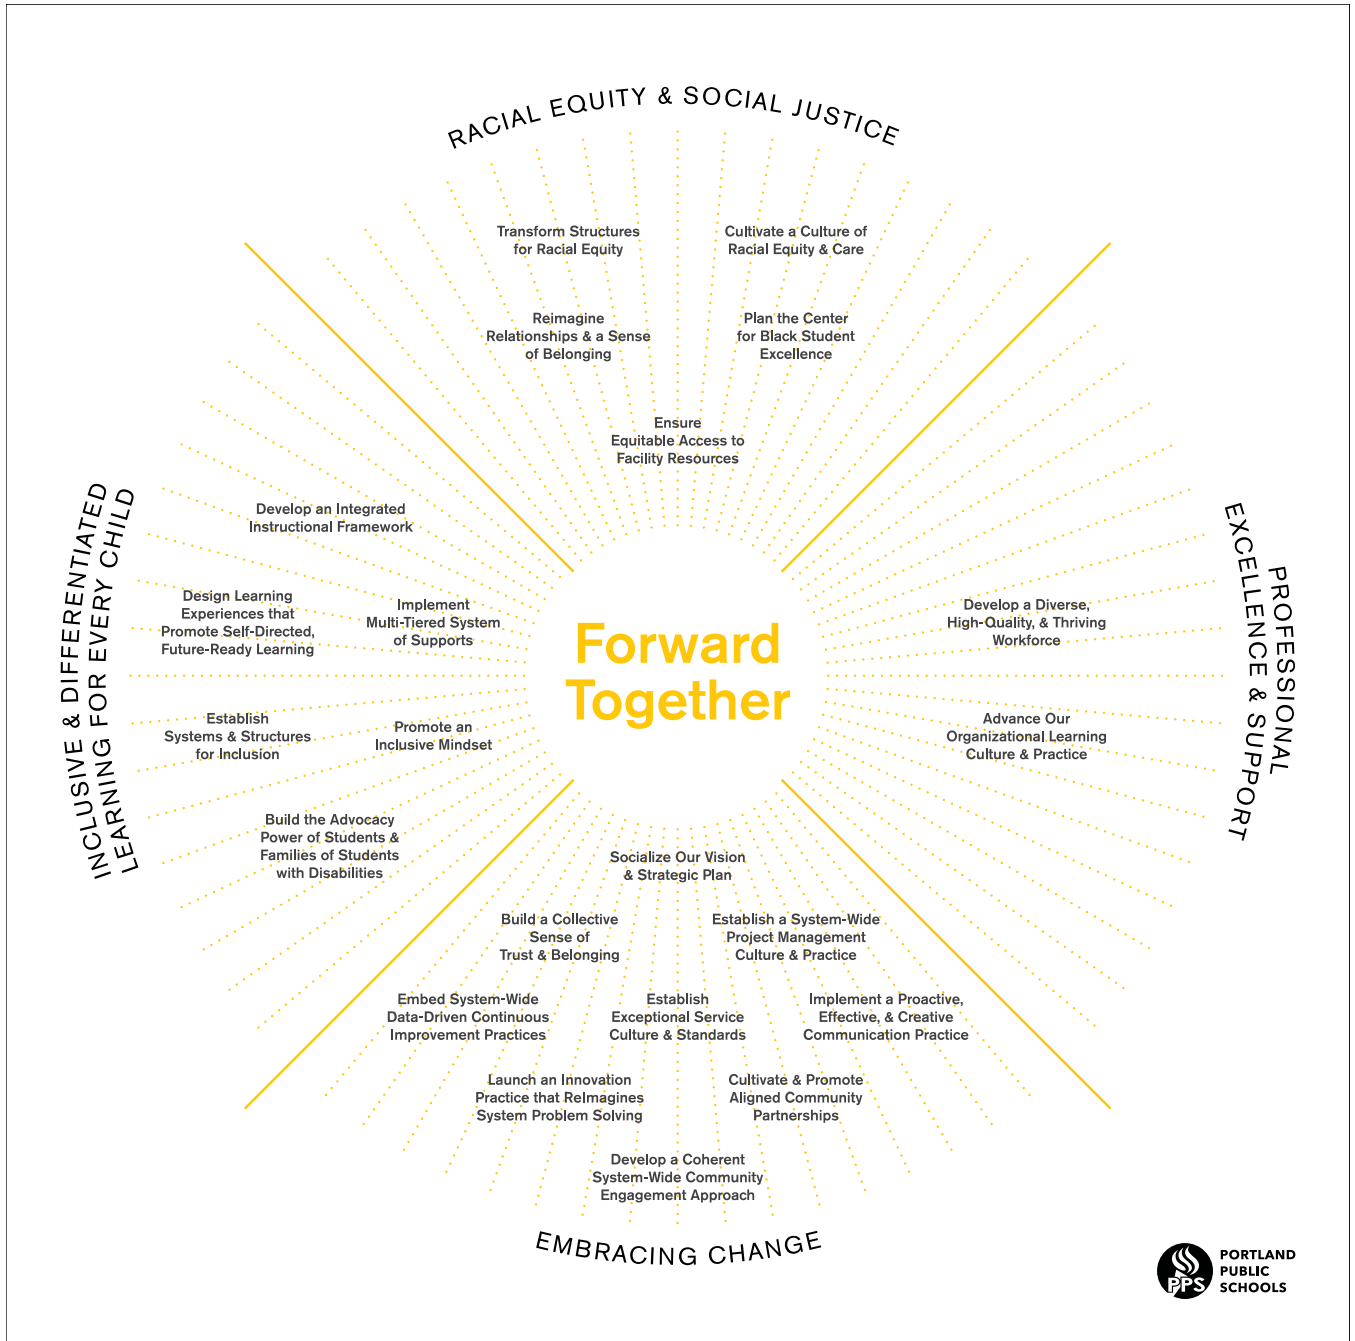 RACIAL EQUITY & SOCIAL JUSTICE
Transform Structures
for Racial Equity
Cultivate a Culture of
Racial Equity & Care
Reimagine
Relationships & a Sense
of Belonging
Plan the Center
for Black Student
Excellence
Ensure
Equitable Access to
Facility Resources
INCLUSIVE & DIFFERENTIATED
LEARNING FOR EVERY CHILD
Develop an Integrated
Instructional Framework
Design Learning
Experiences that
Promote Self-Directed,
Future-Ready Learning
Implement
Multi-Tiered System
of Supports
Establish
Systems & Structures
for Inclusion
Promote an
Inclusive Mindset
Build the Advocacy
Power of Students &
Families of Students
with Disabilities
Forward
Together
PROFESSIONAL
EXCELLENCE & SUPPORT
Develop a Diverse,
High-Quality, & Thriving
Workforce
Advance Our
Organizational Learning
Culture & Practice
Socialize Our Vision
& Strategic Plan
Build a Collective
Sense of
Trust & Belonging
Establish a System-Wide
Project Management
Culture & Practice
Embed System-Wide
Data-Driven Continuous
Improvement Practices
Establish
Exceptional Service
Culture & Standards
Implement a Proactive,
Effective, & Creative
Communication Practice
Launch an Innovation
Practice that ReImagines
System Problem Solving
Cultivate & Promote
Aligned Community
Partnerships
Develop a Coherent
System-Wide Community
Engagement Approach
EMBRACING CHANGE
PPS
PORTLAND
PUBLIC
SCHOOLS